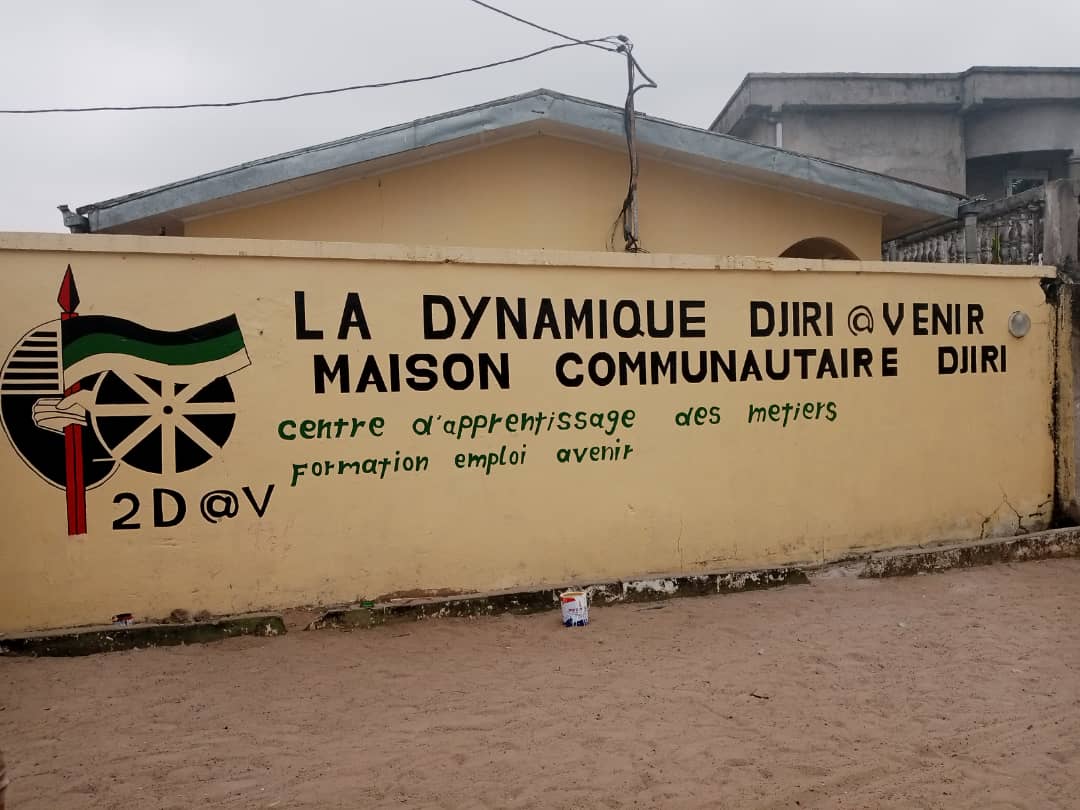 LA DYNAMIQUE DJIRI @VENIR
MAISON COMMUNAUTAIRE DJIRI
centre d'apprentissage des metiers
Formation emploi avenir
2D@V